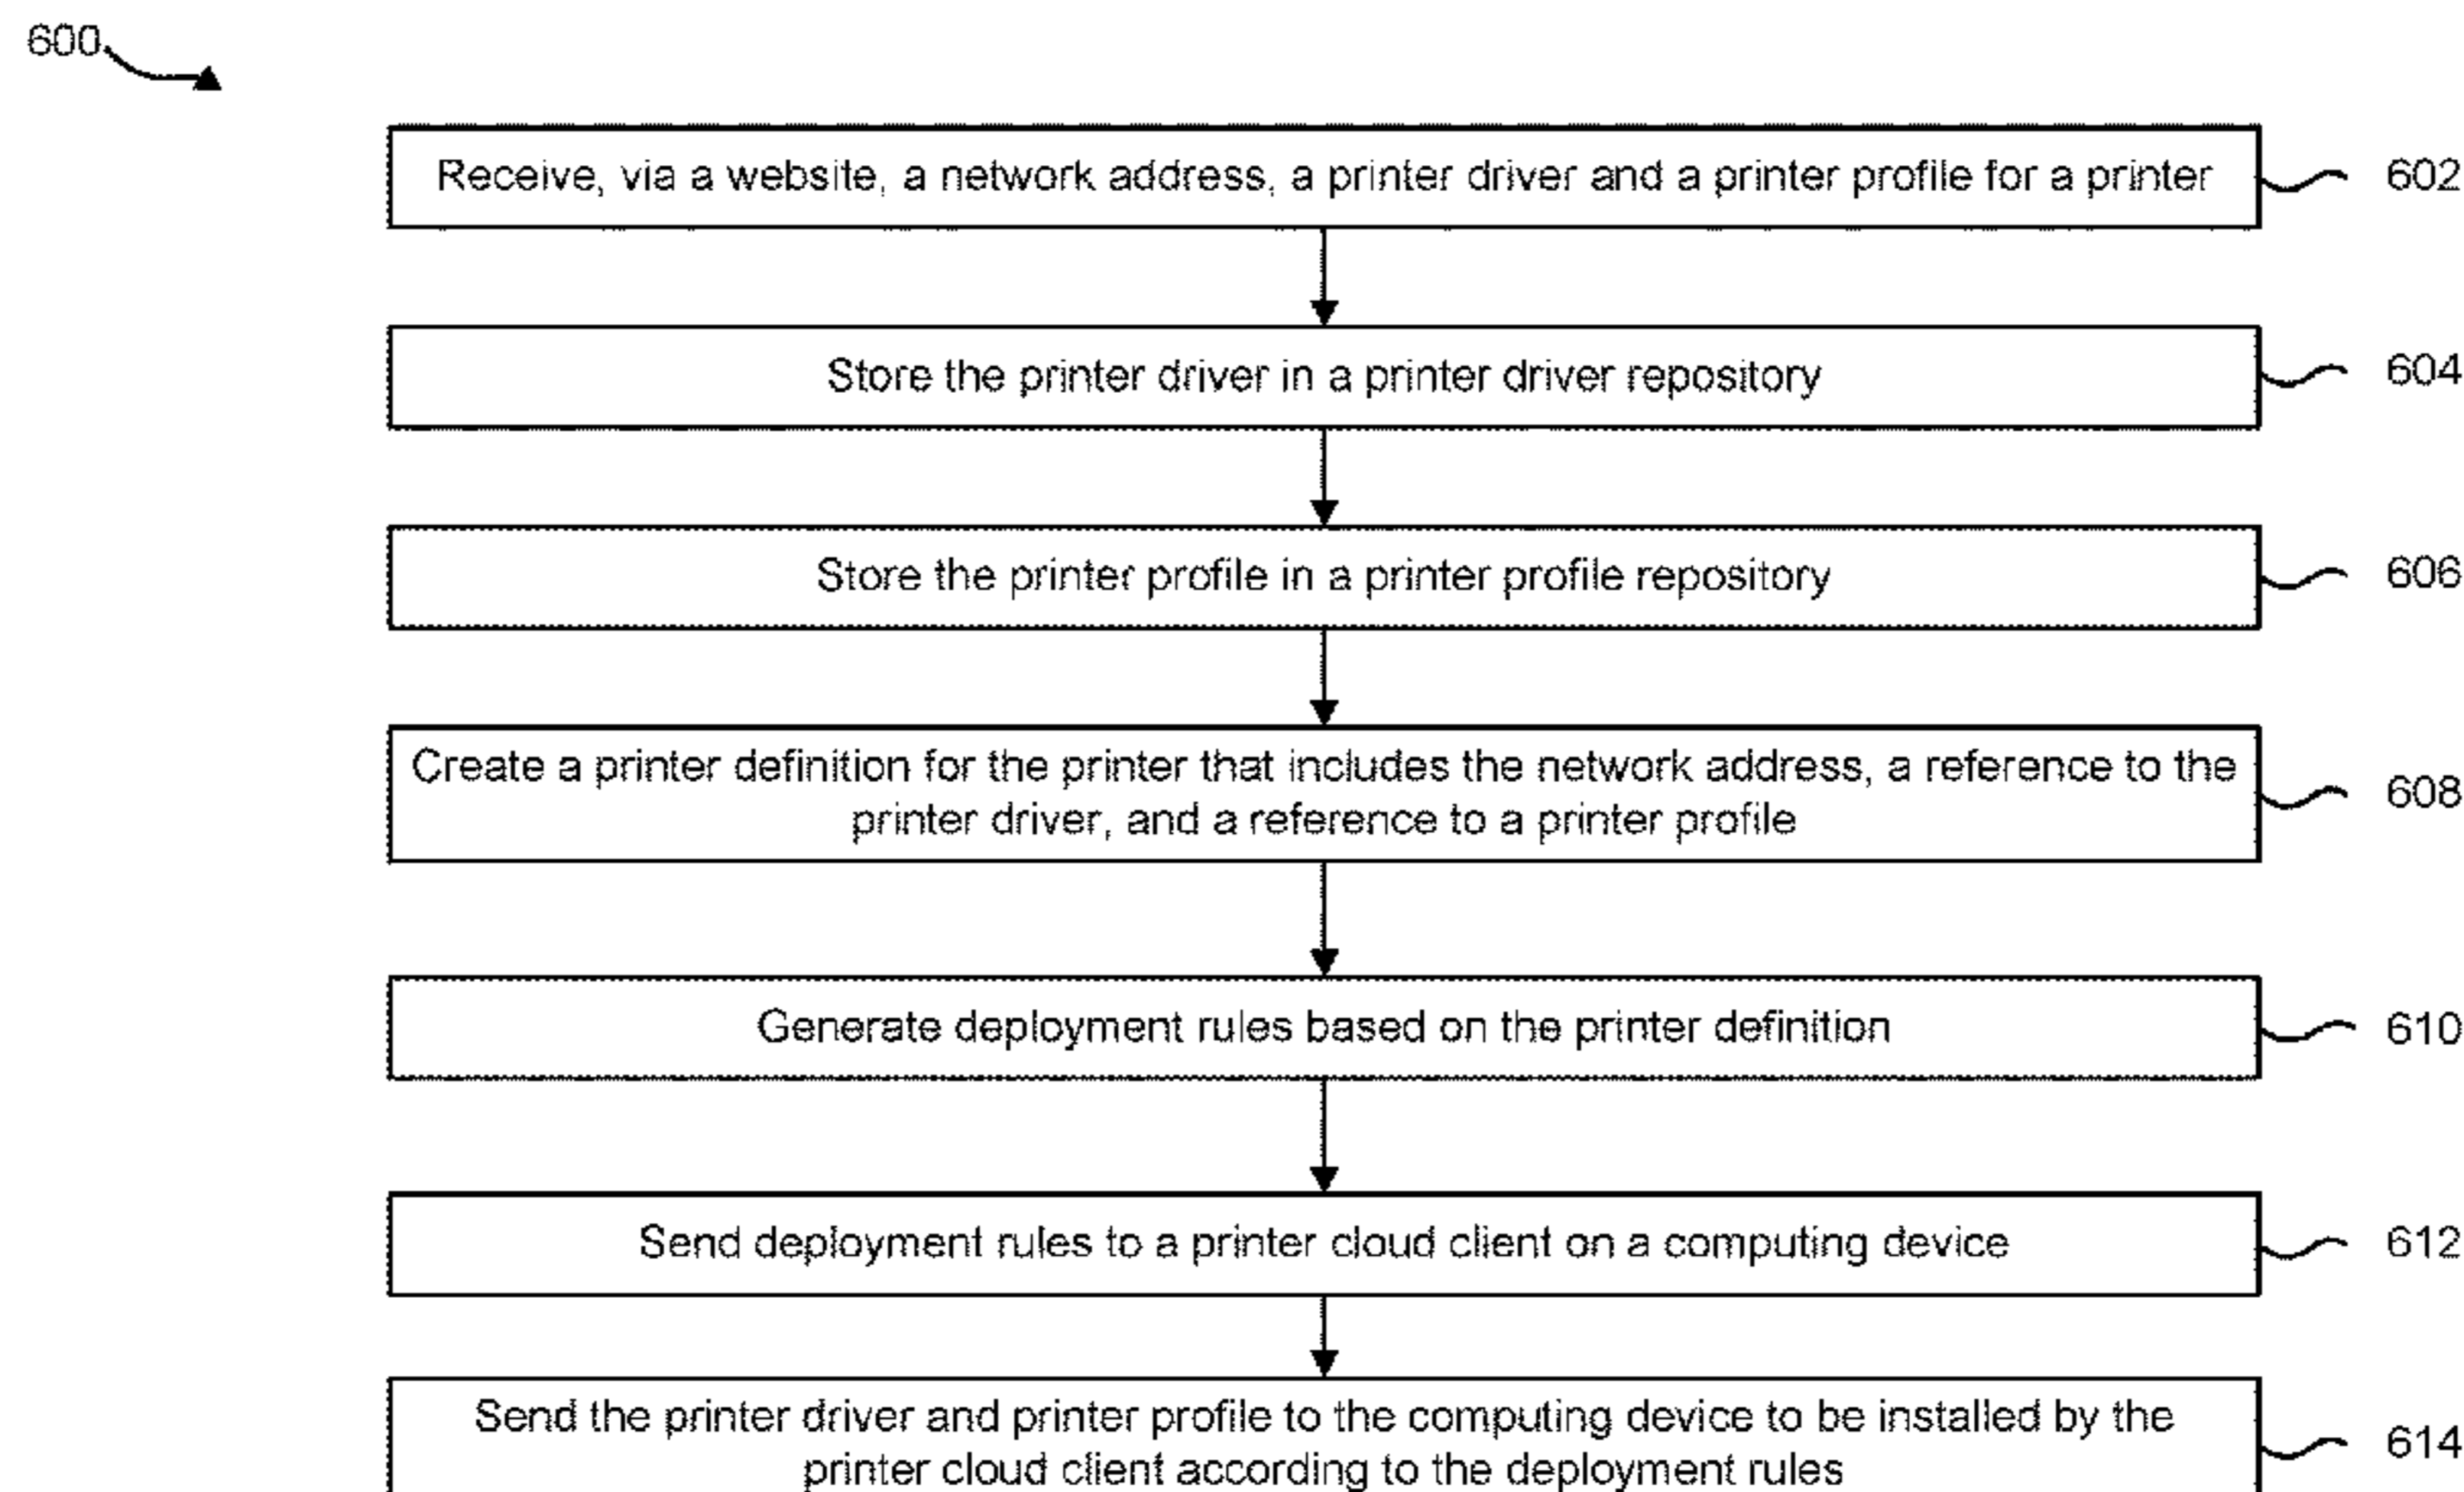 600
Receive, via a website, a network address, a printer driver and a printer profile for a printer
602
Store the printer driver in a printer driver repository
604
Store the printer profile in a printer profile repository
606
Create a printer definition for the printer that includes the network address, a reference to the
printer driver, and a reference to a printer profile
608
Generate deployment rules based on the printer definition
610
Send deployment rules to a printer cloud client on a computing device
612
Send the printer driver and printer profile to the computing device to be installed by the
printer cloud client according to the deployment rules
614